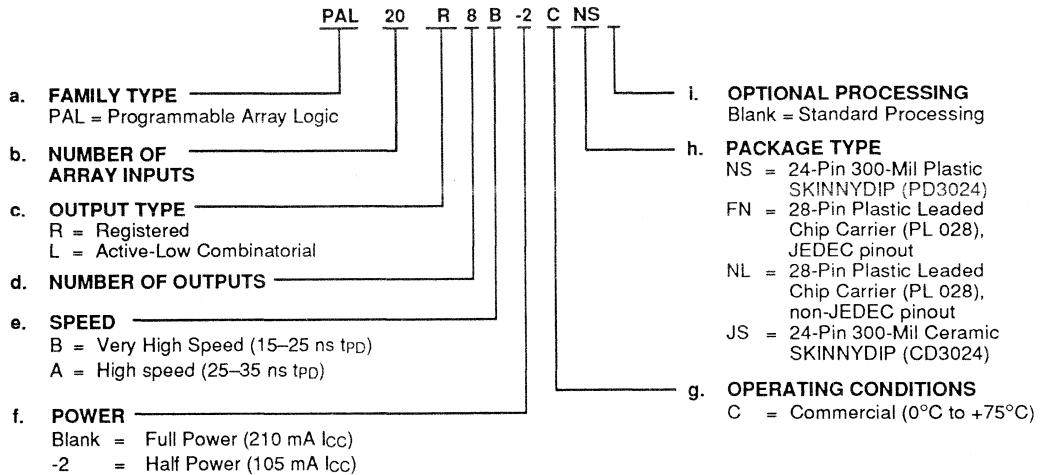 PAL 20 R 8 B -2 C NS
a. FAMILY TYPE
PAL = Programmable Array Logic
b. NUMBER OF
ARRAY INPUTS
c. OUTPUT TYPE
R = Registered
L = Active-Low Combinatorial
d. NUMBER OF OUTPUTS
e. SPEED
B = Very High Speed (15–25 ns tPD)
A = High speed (25–35 ns tPD)
f. POWER
Blank = Full Power (210 mA ICC)
-2 = Half Power (105 mA ICC)
i. OPTIONAL PROCESSING
Blank = Standard Processing
h. PACKAGE TYPE
NS = 24-Pin 300-Mil Plastic
SKINNYDIP (PD3024)
FN = 28-Pin Plastic Leaded
Chip Carrier (PL 028),
JEDEC pinout
NL = 28-Pin Plastic Leaded
Chip Carrier (PL 028),
non-JEDEC pinout
JS = 24-Pin 300-Mil Ceramic
SKINNYDIP (CD3024)
g. OPERATING CONDITIONS
C = Commercial (0°C to +75°C)